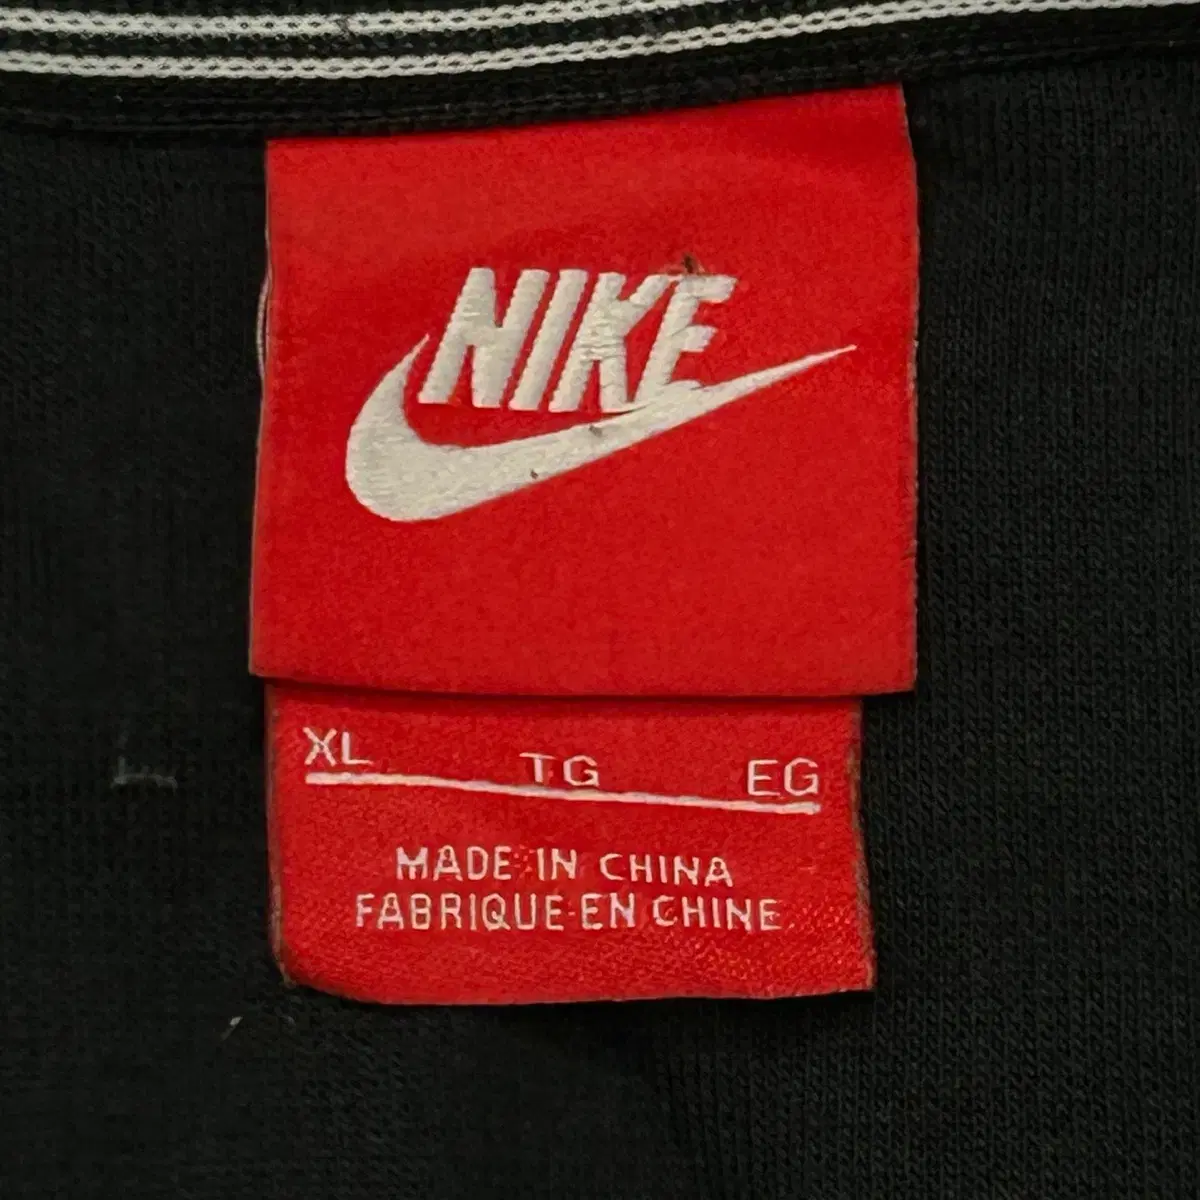 NIKE
XL TG EG
MADE IN CHINA
FABRIQUE EN CHINE